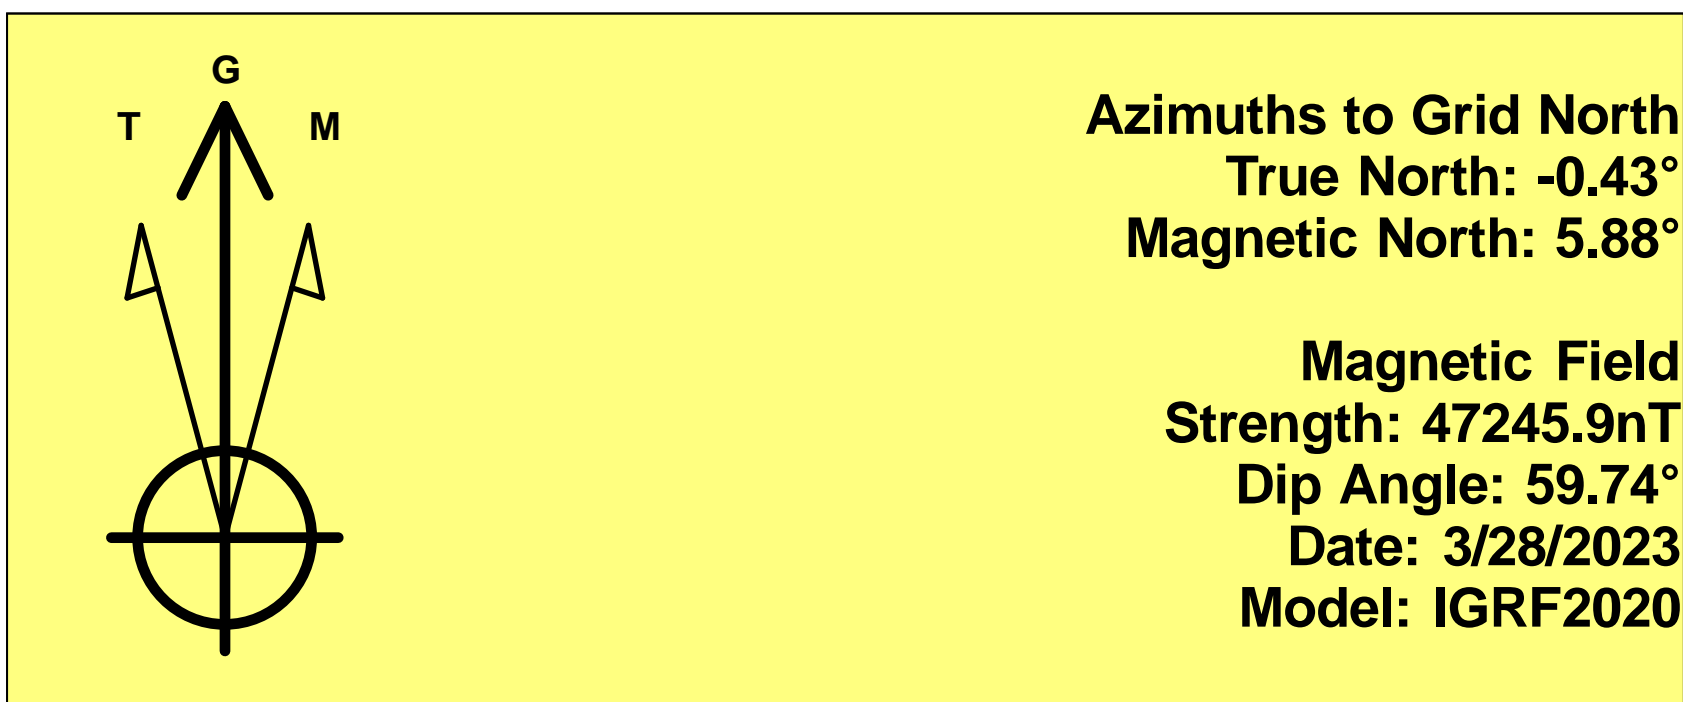 G
T
M
Azimuths to Grid North
True North: -0.43°
Magnetic North: 5.88°
Magnetic Field
Strength: 47245.9nT
Dip Angle: 59.74°
Date: 3/28/2023
Model: IGRF2020